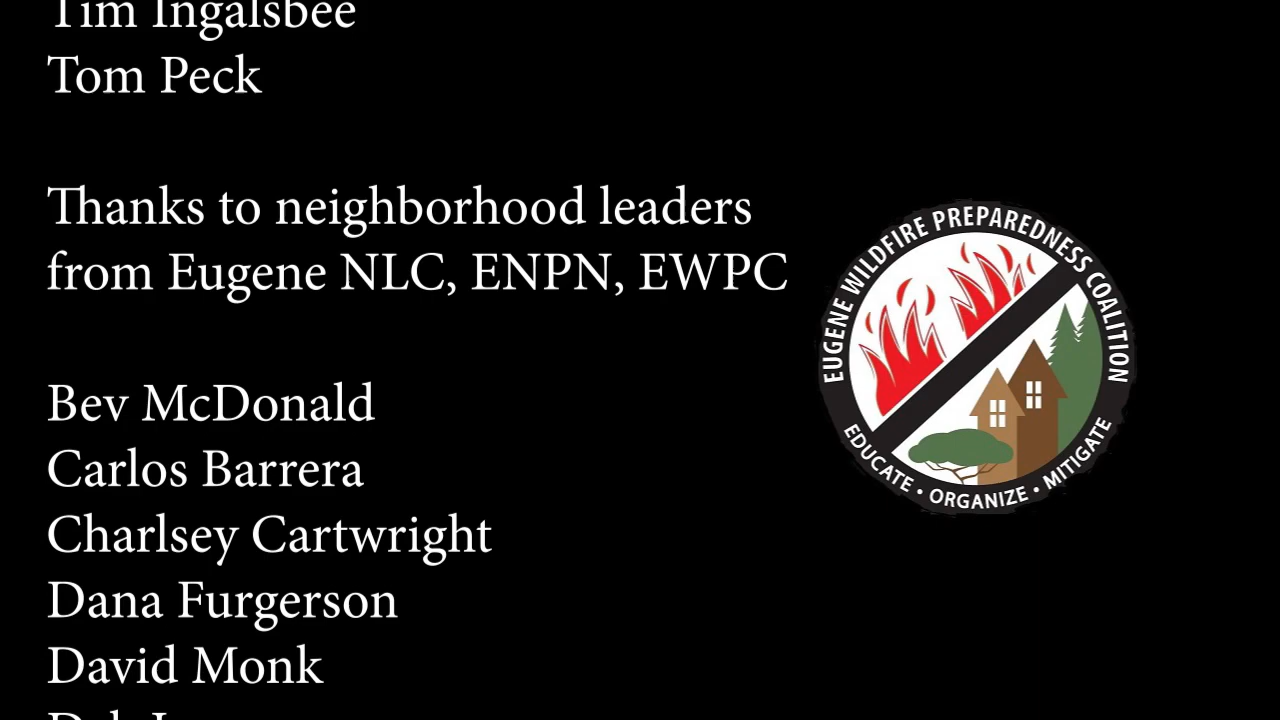 Tim Ingalsbee
Tom Peck
Thanks to neighborhood leaders
from Eugene NLC, ENPN, EWPC
Bev McDonald
Carlos Barrera
Charlsey Cartwright
Dana Furgerson
David Monk
EUGENE WILDFIRE PREPAREDNESS COALITION
EDUCATE • ORGANIZE • MITIGATE